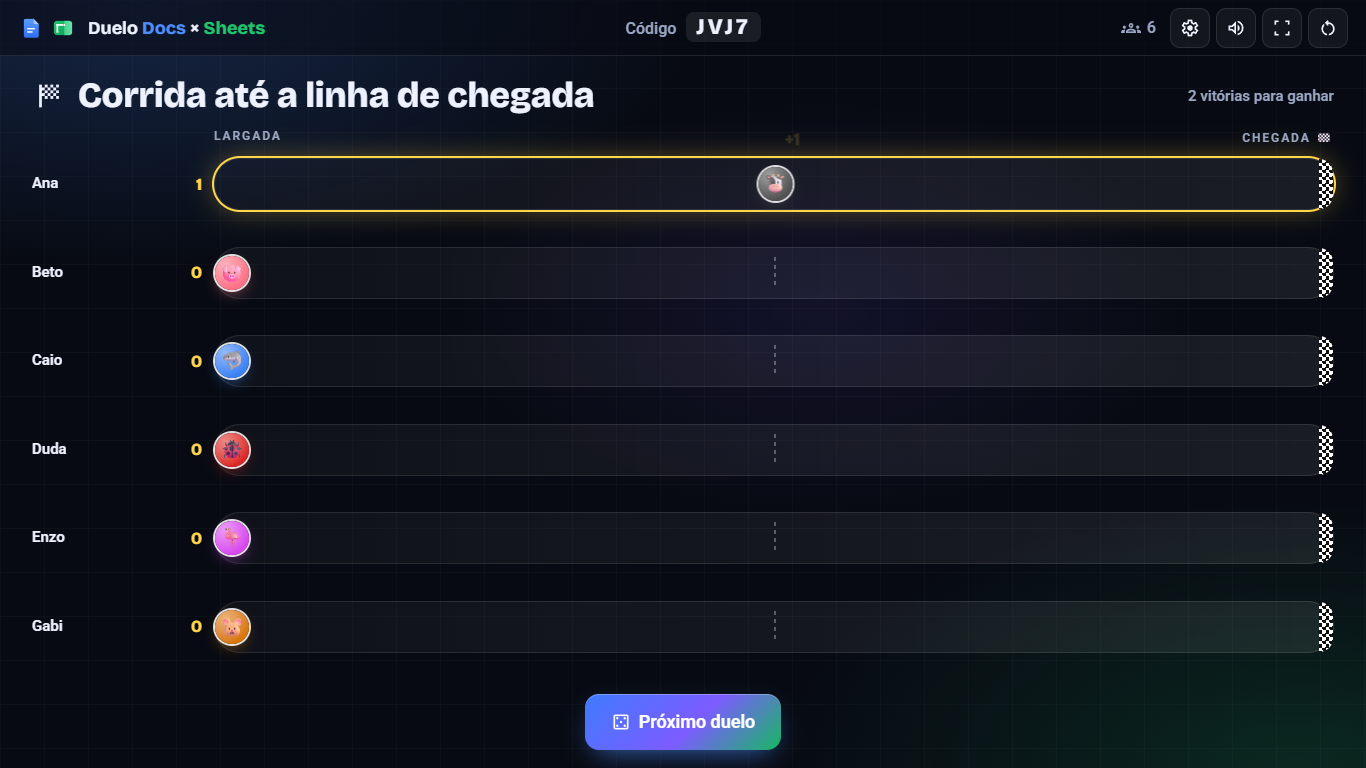 Duelo Docs × Sheets
Código JVJ7
6
Corrida até a linha de chegada
2 vitórias para ganhar
LARGADA
+1
CHEGADA
Ana 1
Beto 0
Caio 0
Duda 0
Enzo 0
Gabi 0
Próximo duelo